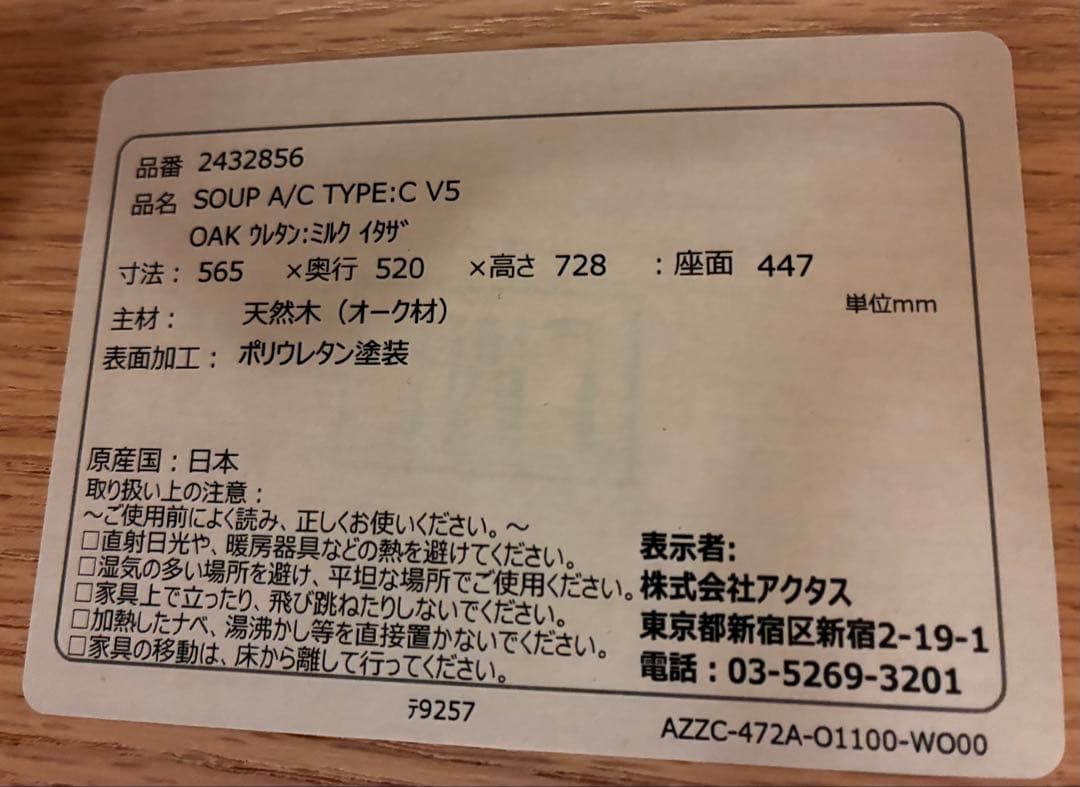 品番 2432856
品名 SOUP A/C TYPE:C V5
OAK ｳﾚﾀﾝ:ﾐﾙｸ ｲﾀｻﾞ
寸法： 565 ×奥行 520 ×高さ 728 ：座面 447
単位mm
主材： 天然木（オーク材）
表面加工： ポリウレタン塗装
原産国：日本
取り扱い上の注意：
～ご使用前によく読み、正しくお使いください。～
□直射日光や、暖房器具などの熱を避けてください。
□湿気の多い場所を避け、平坦な場所でご使用ください。
□家具上で立ったり、飛び跳ねたりしないでください。
□加熱したナベ、湯沸かし等を直接置かないでください。
□家具の移動は、床から離して行ってください。
表示者:
株式会社アクタス
東京都新宿区新宿2-19-1
電話：03-5269-3201
ﾃ9257
AZZC-472A-O1100-WO00